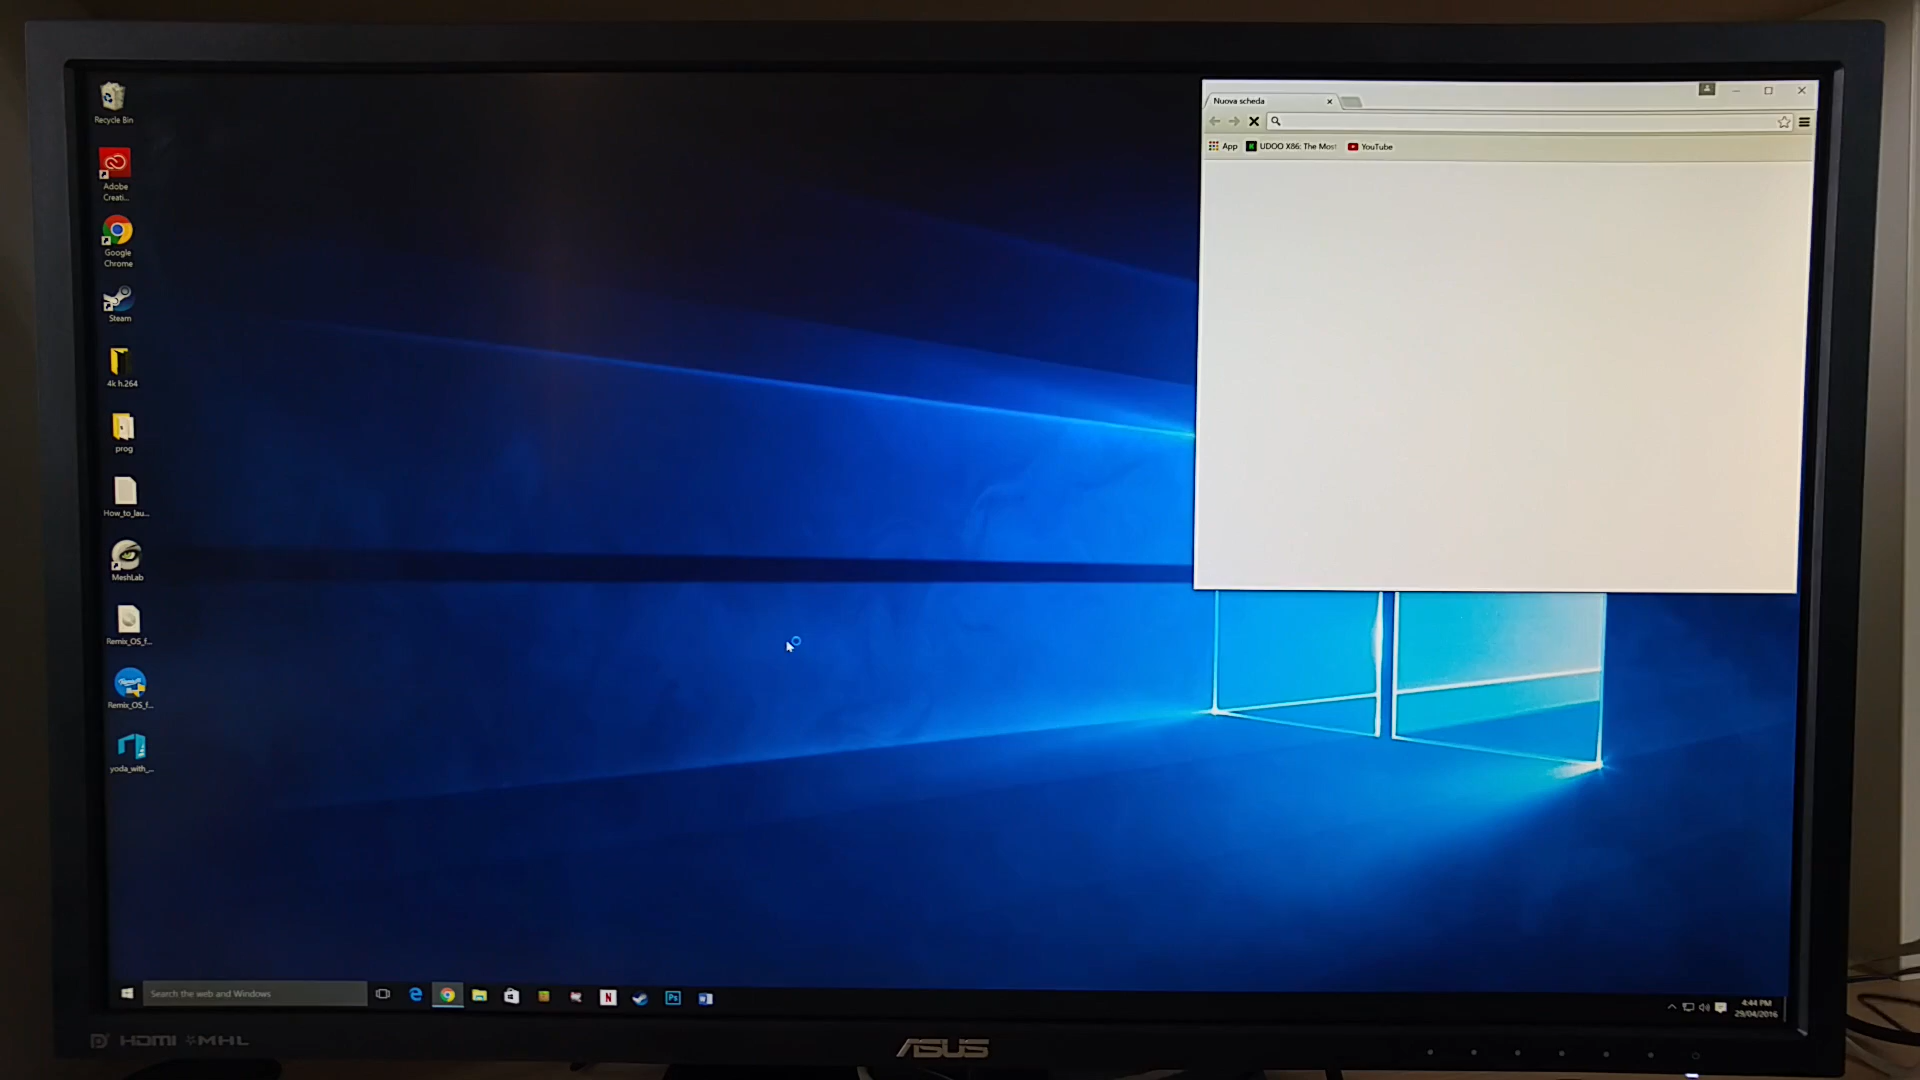 Recycle Bin
Adobe
Creati...
Google
Chrome
Steam
4k h.264
prog
How_to_lau...
MeshLab
Remix_OS_f...
Remix_OS_f...
yoda_with_...
Nuova scheda
App
UDOO X86: The Most
YouTube
Search the web and Windows
N
Ps
4:44 PM
29/04/2016
HDMI MHL
ASUS